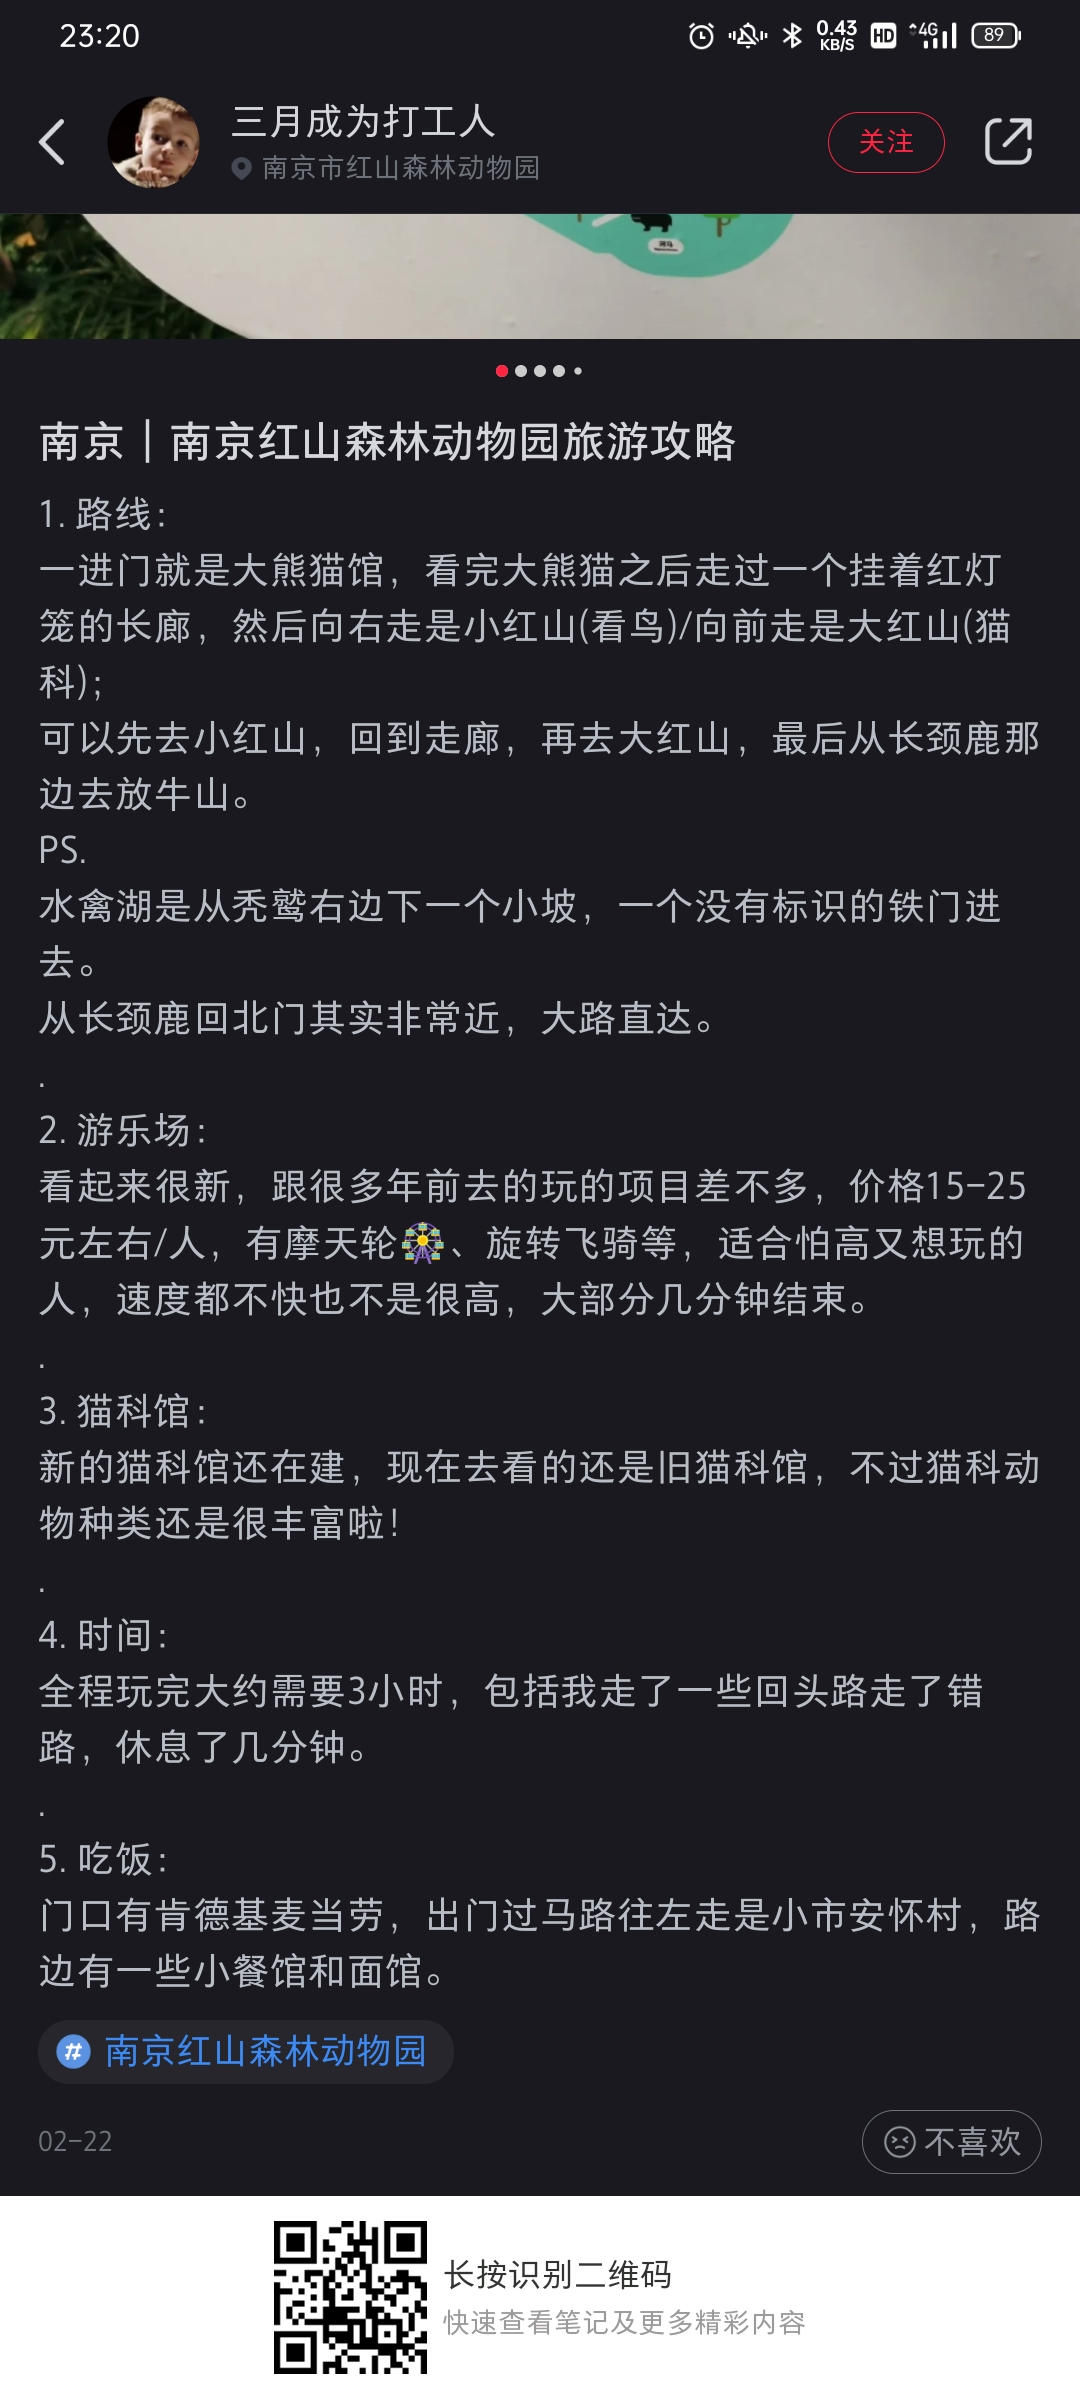 23:20
0.43
KB/S
HD
4G
89
三月成为打工人
南京市红山森林动物园
关注
河马
南京｜南京红山森林动物园旅游攻略
1. 路线：
一进门就是大熊猫馆，看完大熊猫之后走过一个挂着红灯
笼的长廊，然后向右走是小红山(看鸟)/向前走是大红山(猫
科)；
可以先去小红山，回到走廊，再去大红山，最后从长颈鹿那
边去放牛山。
PS.
水禽湖是从秃鹫右边下一个小坡，一个没有标识的铁门进
去。
从长颈鹿回北门其实非常近，大路直达。
.
2. 游乐场：
看起来很新，跟很多年前去的玩的项目差不多，价格15-25
元左右/人，有摩天轮🎡、旋转飞骑等，适合怕高又想玩的
人，速度都不快也不是很高，大部分几分钟结束。
.
3. 猫科馆：
新的猫科馆还在建，现在去看的还是旧猫科馆，不过猫科动
物种类还是很丰富啦！
.
4. 时间：
全程玩完大约需要3小时，包括我走了一些回头路走了错
路，休息了几分钟。
.
5. 吃饭：
门口有肯德基麦当劳，出门过马路往左走是小市安怀村，路
边有一些小餐馆和面馆。
# 南京红山森林动物园
02-22
不喜欢
长按识别二维码
快速查看笔记及更多精彩内容